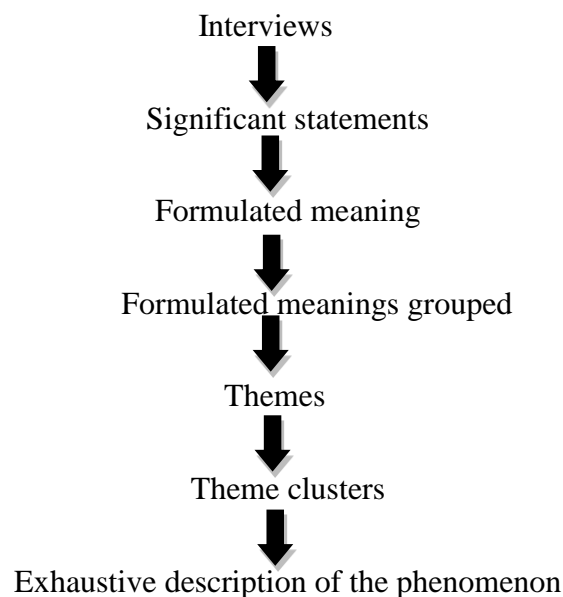 Interviews
Significant statements
Formulated meaning
Formulated meanings grouped
Themes
Theme clusters
Exhaustive description of the phenomenon